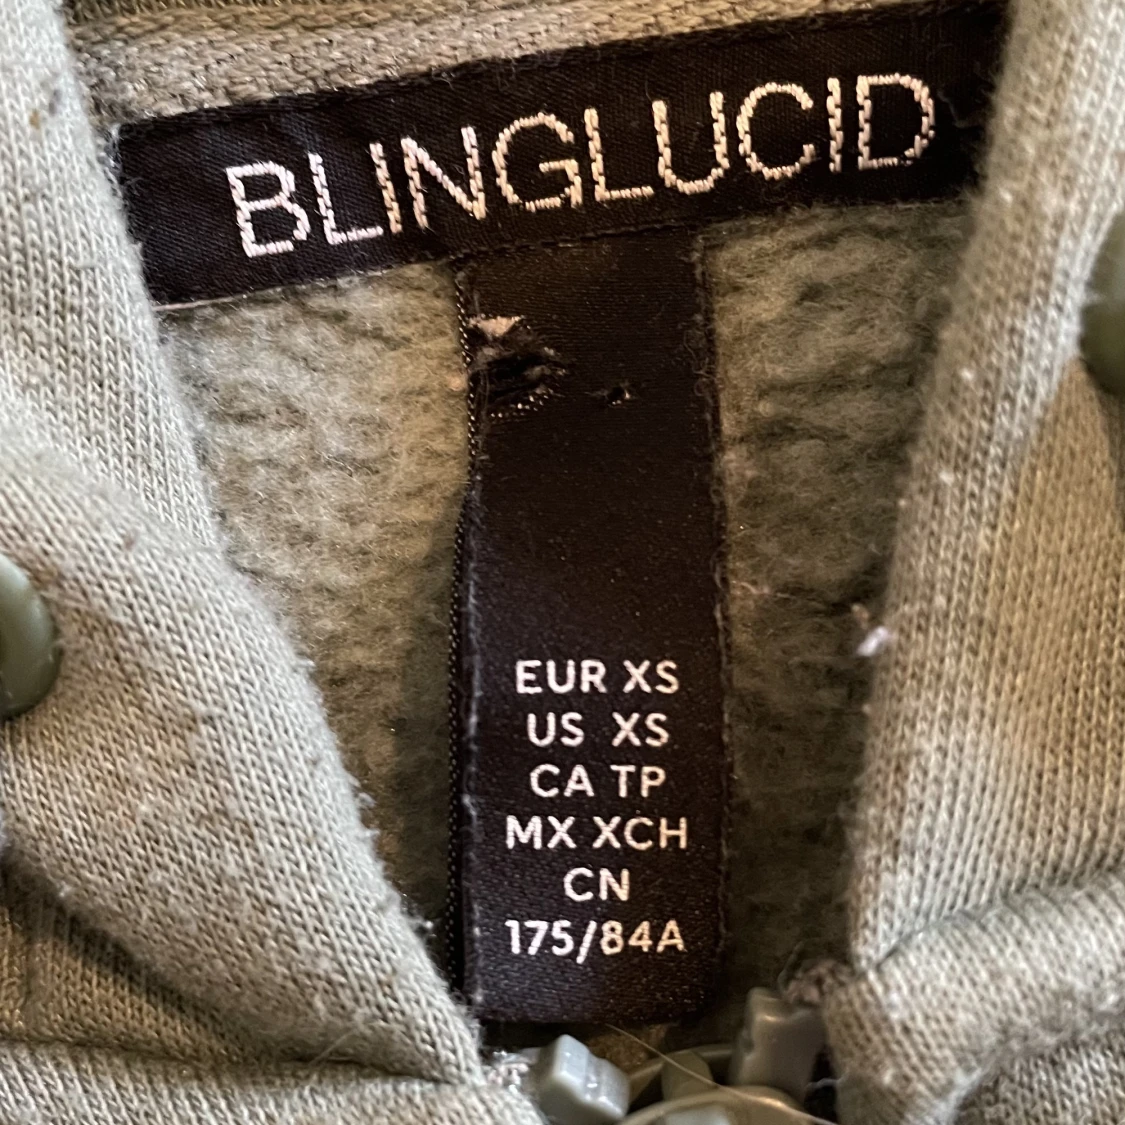 BLINGLUCID
EUR XS
US XS
CA TP
MX XCH
CN
175/84A